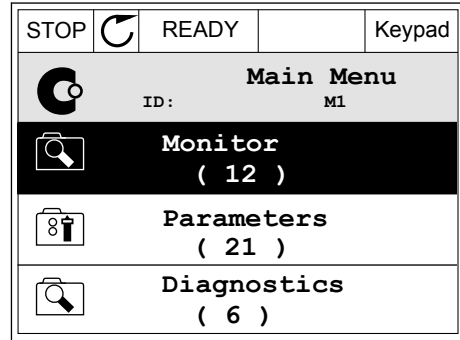 STOP READY Keypad
Main Menu
ID: M1
Monitor
( 12 )
Parameters
( 21 )
Diagnostics
( 6 )